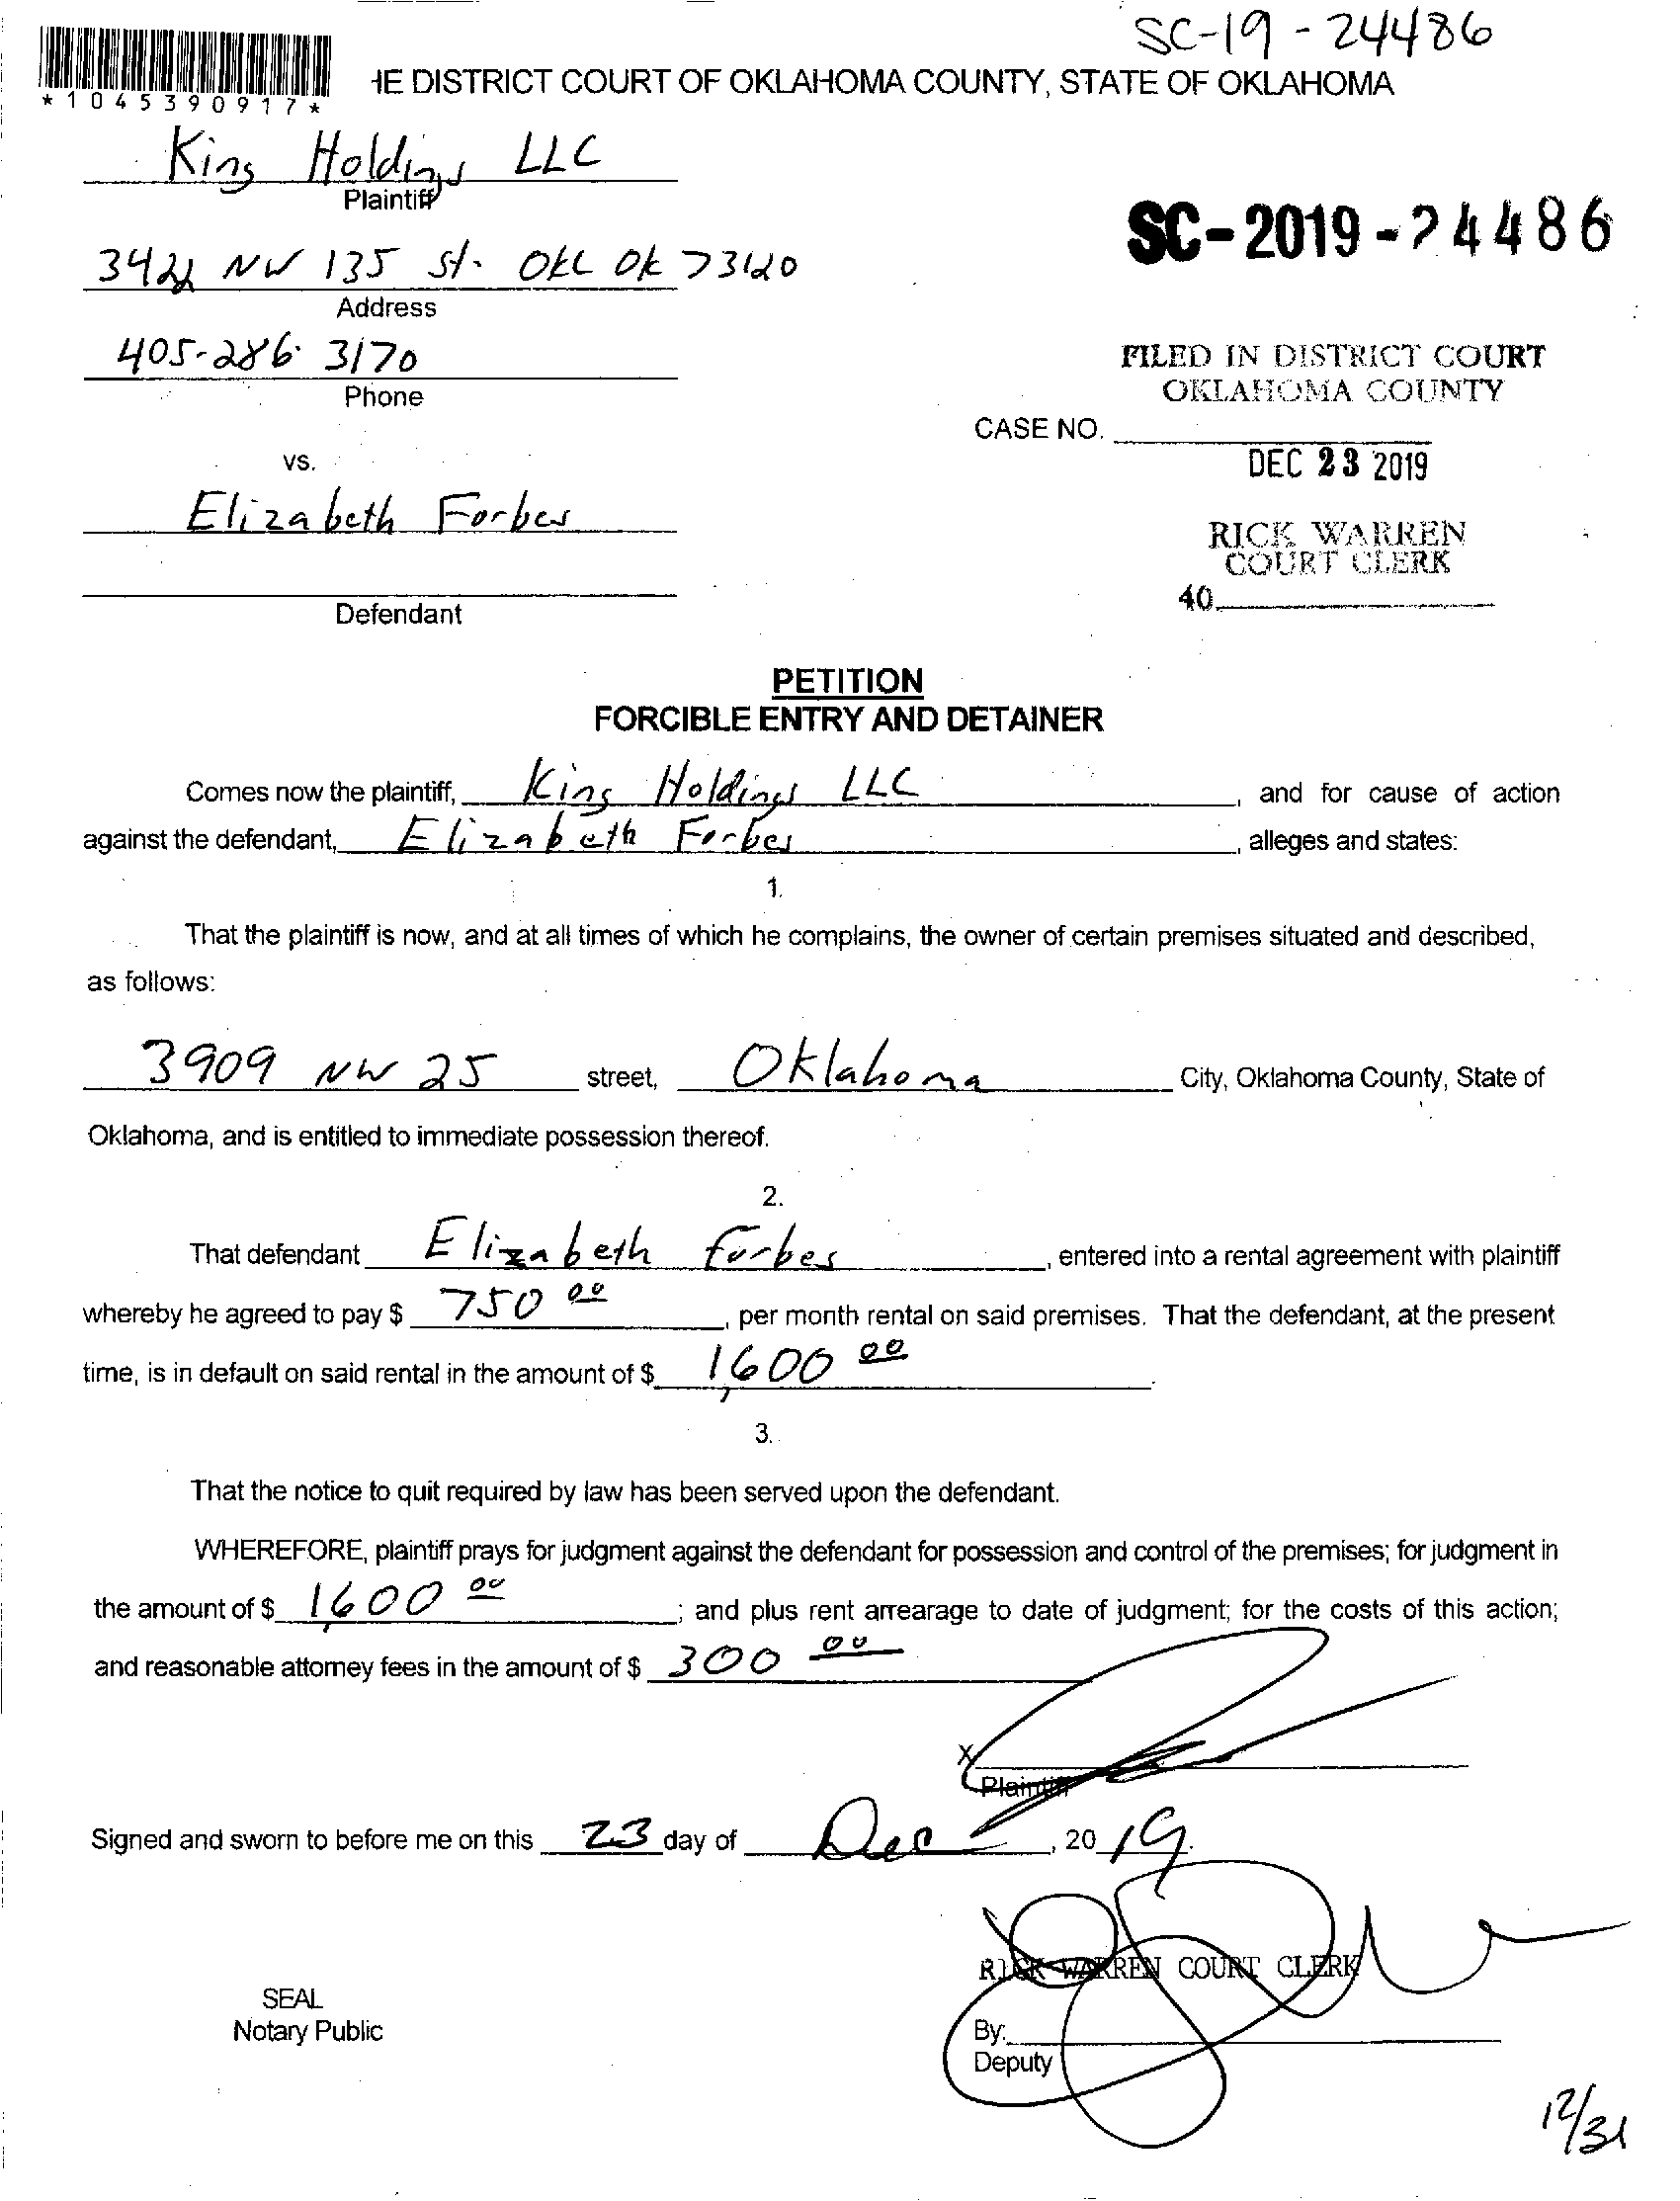 SC-19-24486
*1045390917*
HE DISTRICT COURT OF OKLAHOMA COUNTY, STATE OF OKLAHOMA
King Holdings LLC
Plaintiff
SC-2019-24486
NW 135 St. OKC OK 73120
Address
405-286-3170
Phone
FILED IN DISTRICT COURT
OKLAHOMA COUNTY
CASE NO.
DEC 23 2019
vs.
Elizabeth Forbes
RICK WARREN
COURT CLERK
40
Defendant
PETITION
FORCIBLE ENTRY AND DETAINER
Comes now the plaintiff, King Holdings LLC, and for cause of action
against the defendant, Elizabeth Forbes, alleges and states:
1.
That the plaintiff is now, and at all times of which he complains, the owner of certain premises situated and described,
as follows:
3909 NW 25 street, Oklahoma City, Oklahoma County, State of
Oklahoma, and is entitled to immediate possession thereof.
2.
That defendant Elizabeth Forbes, entered into a rental agreement with plaintiff
whereby he agreed to pay $ 750 00, per month rental on said premises. That the defendant, at the present
time, is in default on said rental in the amount of $ 1,600 00.
3.
That the notice to quit required by law has been served upon the defendant.
WHEREFORE, plaintiff prays for judgment against the defendant for possession and control of the premises; for judgment in
the amount of $ 1,600 00; and plus rent arrearage to date of judgment; for the costs of this action;
and reasonable attorney fees in the amount of $ 300 00
X
Plaintiff
Signed and sworn to before me on this 23 day of Dec, 2019.
RICK WARREN COURT CLERK
SEAL
Notary Public
By:
Deputy
12/31